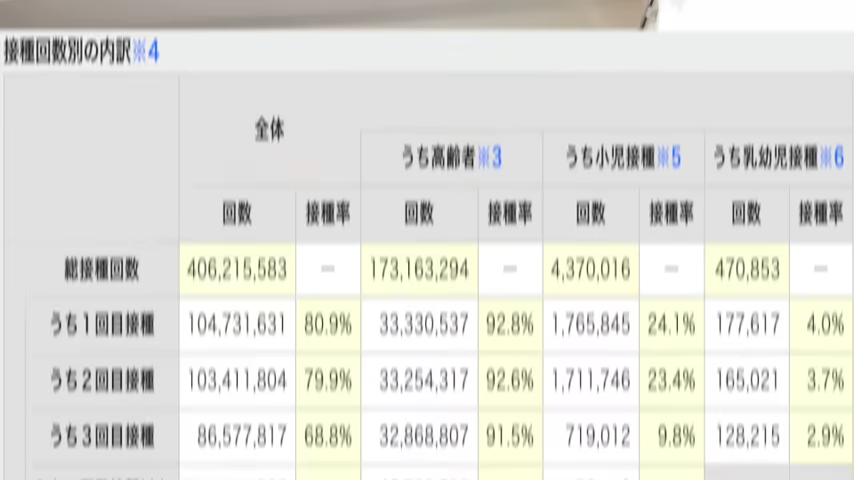 接種回数別の内訳※4
全体
うち高齢者※3 うち小児接種※5 うち乳幼児接種※6
回数 接種率 回数 接種率 回数 接種率 回数 接種率
総接種回数 406,215,583 ー 173,163,294 ー 4,370,016 ー 470,853 ー
うち1回目接種 104,731,631 80.9% 33,330,537 92.8% 1,765,845 24.1% 177,617 4.0%
うち2回目接種 103,411,804 79.9% 33,254,317 92.6% 1,711,746 23.4% 165,021 3.7%
うち3回目接種 86,577,817 68.8% 32,868,807 91.5% 719,012 9.8% 128,215 2.9%